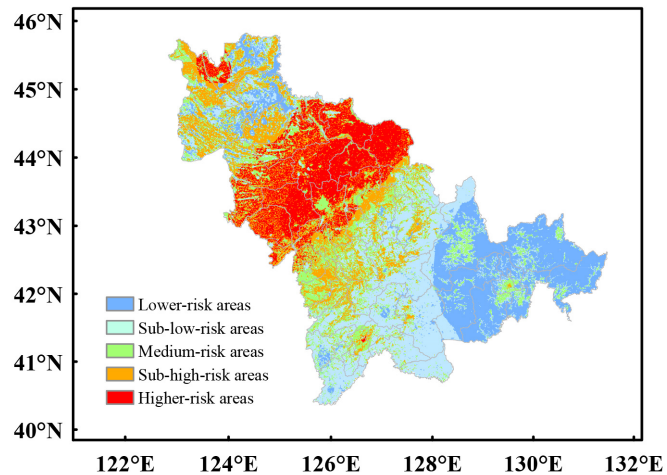 46°N
45°N
44°N
43°N
42°N
41°N
40°N
Lower-risk areas
Sub-low-risk areas
Medium-risk areas
Sub-high-risk areas
Higher-risk areas
122°E 124°E 126°E 128°E 130°E 132°E